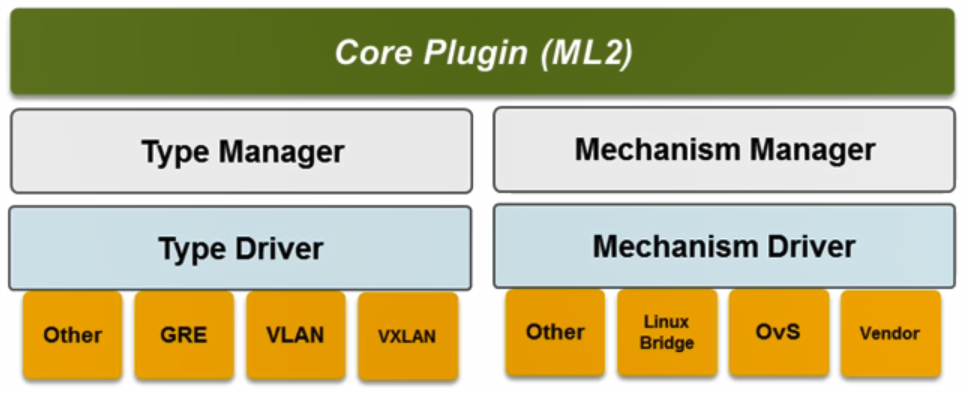 Core Plugin (ML2)
Type Manager
Mechanism Manager
Type Driver
Mechanism Driver
Other
GRE
VLAN
VXLAN
Other
Linux
Bridge
OvS
Vendor